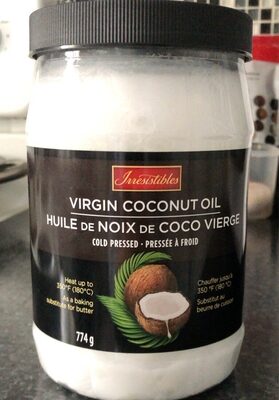 Irresistibles
VIRGIN COCONUT OIL
HUILE DE NOIX DE COCO VIERGE
COLD PRESSED • PRESSÉE À FROID
Heat up to
350°F (180°C)
As a baking
substitute for butter
Chauffer jusqu'à
350 °F (180 °C)
Substitut au
beurre de cuisson
774 g